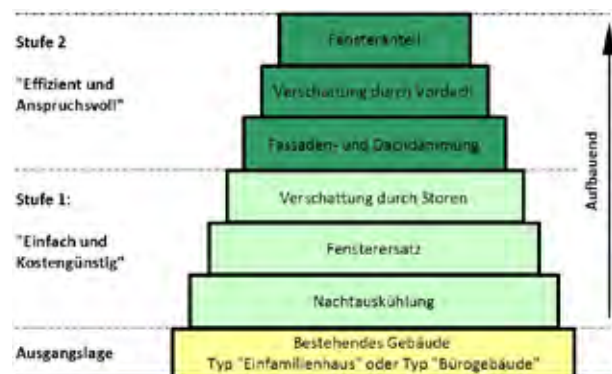 Stufe 2
"Effizient und
Anspruchsvoll"
Fensteranteil
Verschattung durch Vordach
Fassaden- und Dachdämmung
Stufe 1:
"Einfach und
Kostengünstig"
Verschattung durch Storen
Fensterersatz
Nachtauskühlung
Ausgangslage
Bestehendes Gebäude
Typ "Einfamilienhaus" oder Typ "Bürogebäude"
Aufbauend